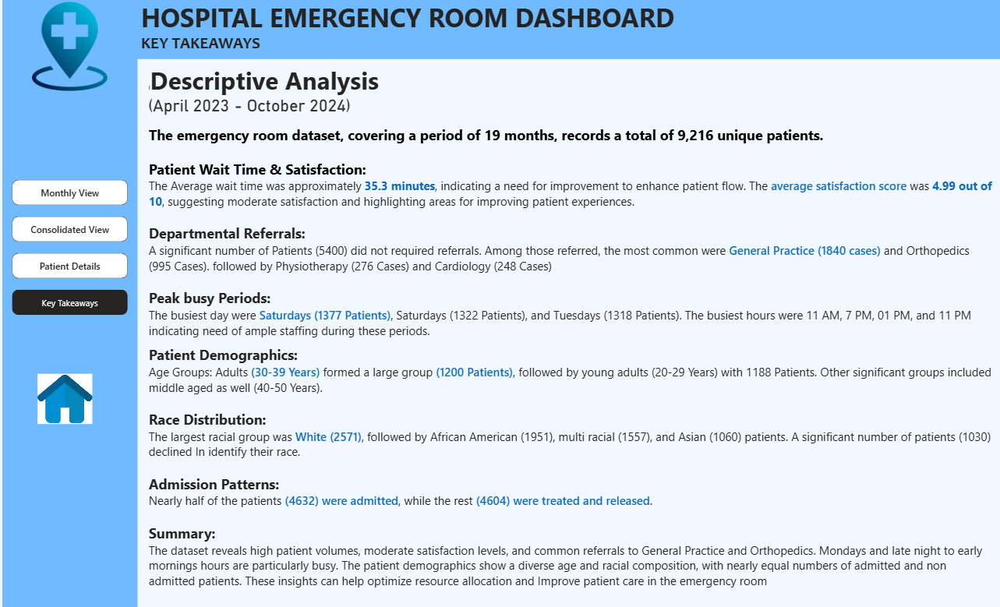 HOSPITAL EMERGENCY ROOM DASHBOARD
KEY TAKEAWAYS
Monthly View
Consolidated View
Patient Details
Key Takeaways
Descriptive Analysis
(April 2023 - October 2024)
The emergency room dataset, covering a period of 19 months, records a total of 9,216 unique patients.
Patient Wait Time & Satisfaction:
The Average wait time was approximately 35.3 minutes, indicating a need for improvement to enhance patient flow. The average satisfaction score was 4.99 out of
10, suggesting moderate satisfaction and highlighting areas for improving patient experiences.
Departmental Referrals:
A significant number of Patients (5400) did not required referrals. Among those referred, the most common were General Practice (1840 cases) and Orthopedics
(995 Cases). followed by Physiotherapy (276 Cases) and Cardiology (248 Cases)
Peak busy Periods:
The busiest day were Saturdays (1377 Patients), Saturdays (1322 Patients), and Tuesdays (1318 Patients). The busiest hours were 11 AM, 7 PM, 01 PM, and 11 PM
indicating need of ample staffing during these periods.
Patient Demographics:
Age Groups: Adults (30-39 Years) formed a large group (1200 Patients), followed by young adults (20-29 Years) with 1188 Patients. Other significant groups included
middle aged as well (40-50 Years).
Race Distribution:
The largest racial group was White (2571), followed by African American (1951), multi racial (1557), and Asian (1060) patients. A significant number of patients (1030)
declined In identify their race.
Admission Patterns:
Nearly half of the patients (4632) were admitted, while the rest (4604) were treated and released.
Summary:
The dataset reveals high patient volumes, moderate satisfaction levels, and common referrals to General Practice and Orthopedics. Mondays and late night to early
mornings hours are particularly busy. The patient demographics show a diverse age and racial composition, with nearly equal numbers of admitted and non
admitted patients. These insights can help optimize resource allocation and Improve patient care in the emergency room